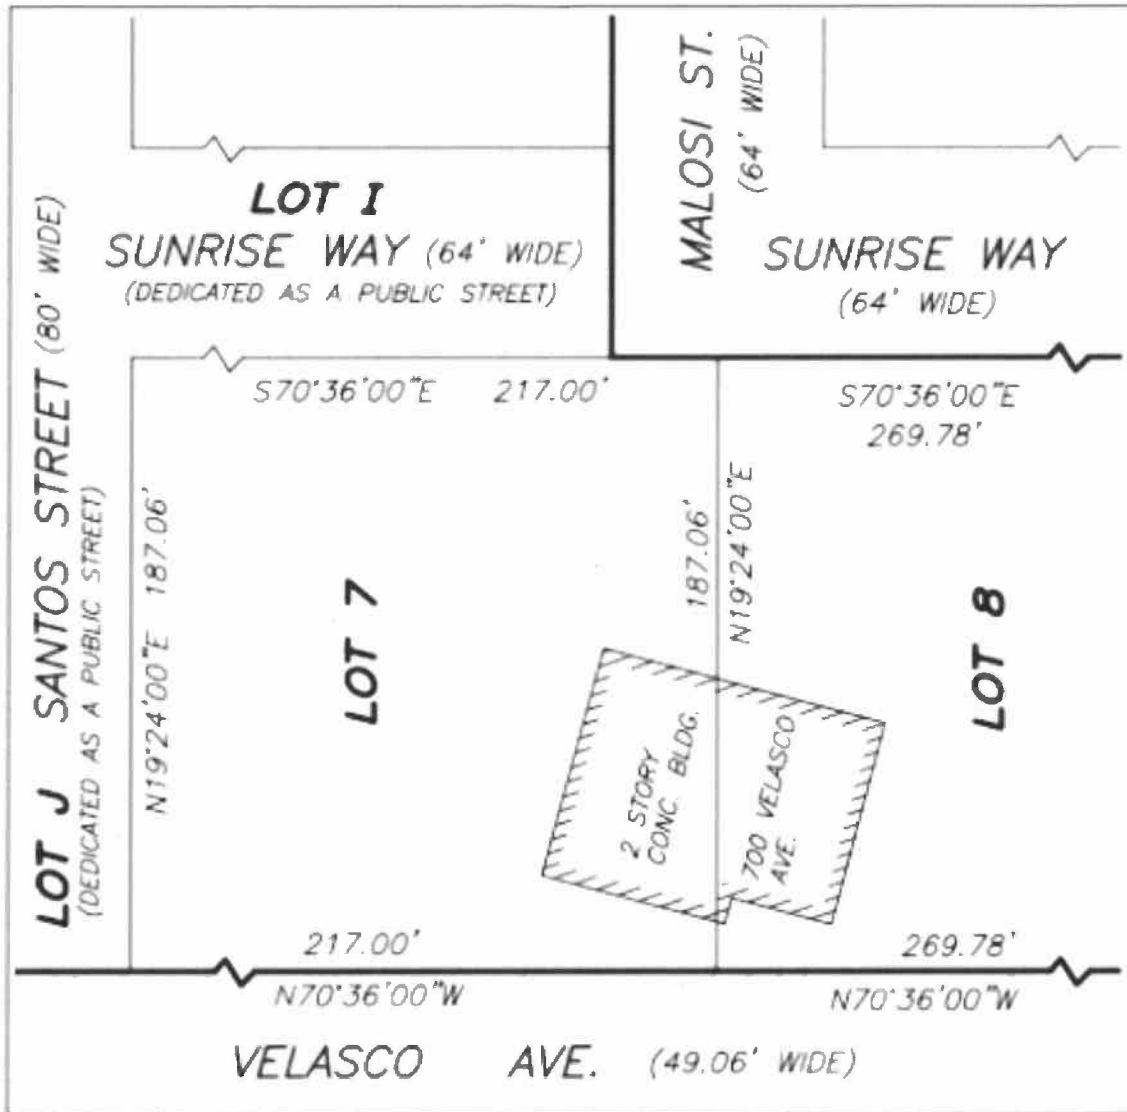 MALOSI ST.
(64' WIDE)
LOT I
SUNRISE WAY (64' WIDE)
(DEDICATED AS A PUBLIC STREET)
SUNRISE WAY
(64' WIDE)
LOT J SANTOS STREET (80' WIDE)
(DEDICATED AS A PUBLIC STREET)
S70°36'00"E 217.00'
S70°36'00"E
269.78'
N19°24'00"E 187.06'
LOT 7
187.06'
N19°24'00"E
LOT 8
2 STORY
CONC. BLDG.
700 VELASCO
AVE.
217.00'
N70°36'00"W
269.78'
N70°36'00"W
VELASCO AVE. (49.06' WIDE)